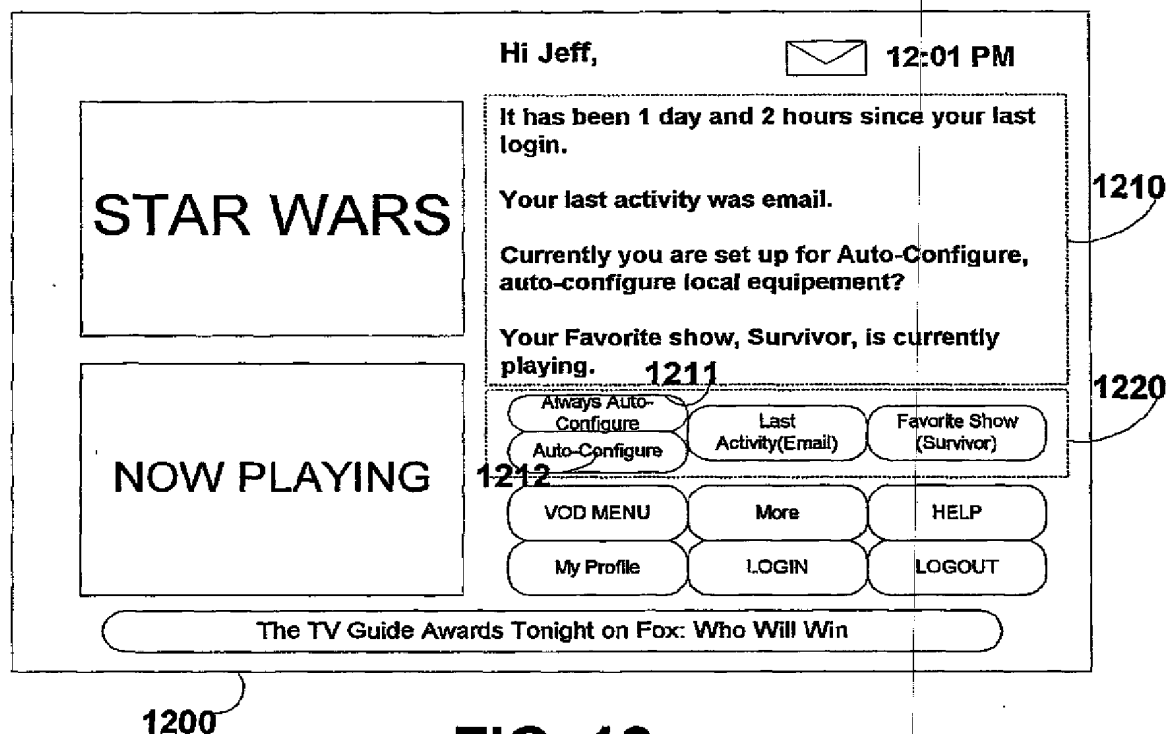 Hi Jeff,
12:01 PM
STAR WARS
It has been 1 day and 2 hours since your last
login.
Your last activity was email.
Currently you are set up for Auto-Configure,
auto-configure local equipement?
Your Favorite show, Survivor, is currently
playing.
1210
1211
1220
NOW PLAYING
Always Auto-
Configure
Auto-Configure
Last
Activity(Email)
Favorite Show
(Survivor)
1212
VOD MENU
More
HELP
My Profile
LOGIN
LOGOUT
The TV Guide Awards Tonight on Fox: Who Will Win
1200